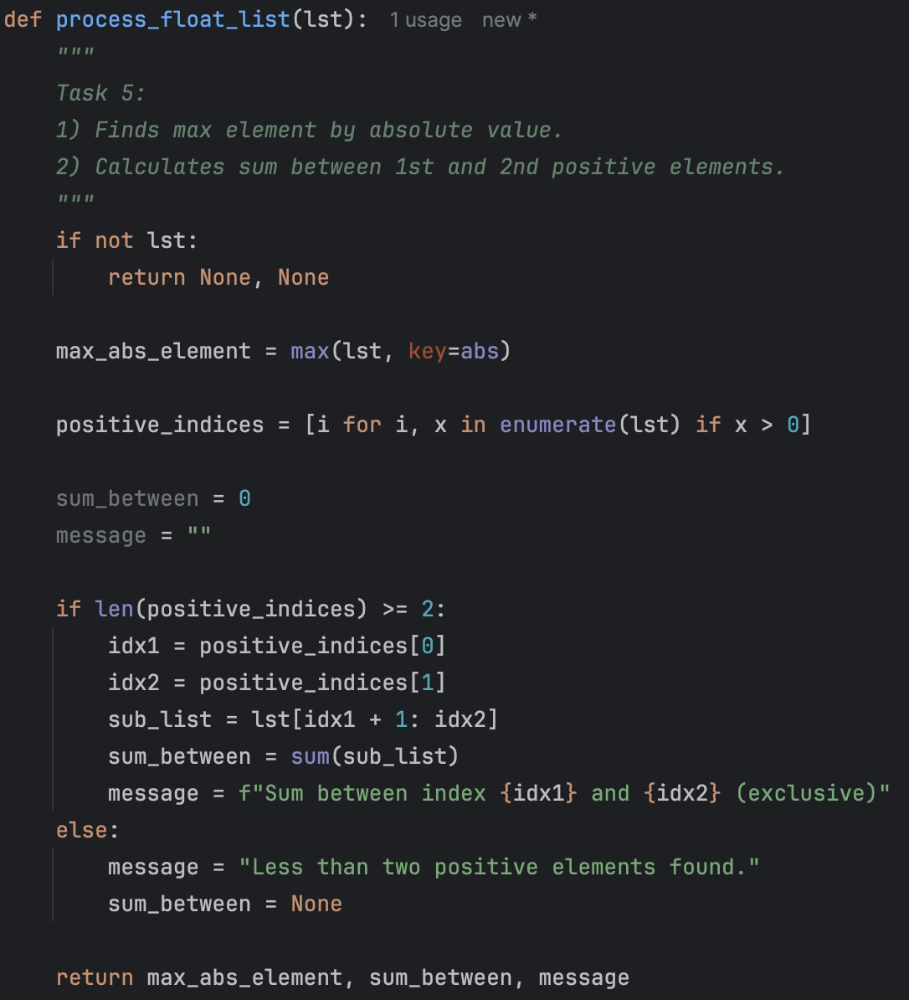 def process_float_list(lst):  1 usage  new *
    """
    Task 5:
    1) Finds max element by absolute value.
    2) Calculates sum between 1st and 2nd positive elements.
    """
    if not lst:
        return None, None

    max_abs_element = max(lst, key=abs)

    positive_indices = [i for i, x in enumerate(lst) if x > 0]

    sum_between = 0
    message = ""

    if len(positive_indices) >= 2:
        idx1 = positive_indices[0]
        idx2 = positive_indices[1]
        sub_list = lst[idx1 + 1: idx2]
        sum_between = sum(sub_list)
        message = f"Sum between index {idx1} and {idx2} (exclusive)"
    else:
        message = "Less than two positive elements found."
        sum_between = None

    return max_abs_element, sum_between, message